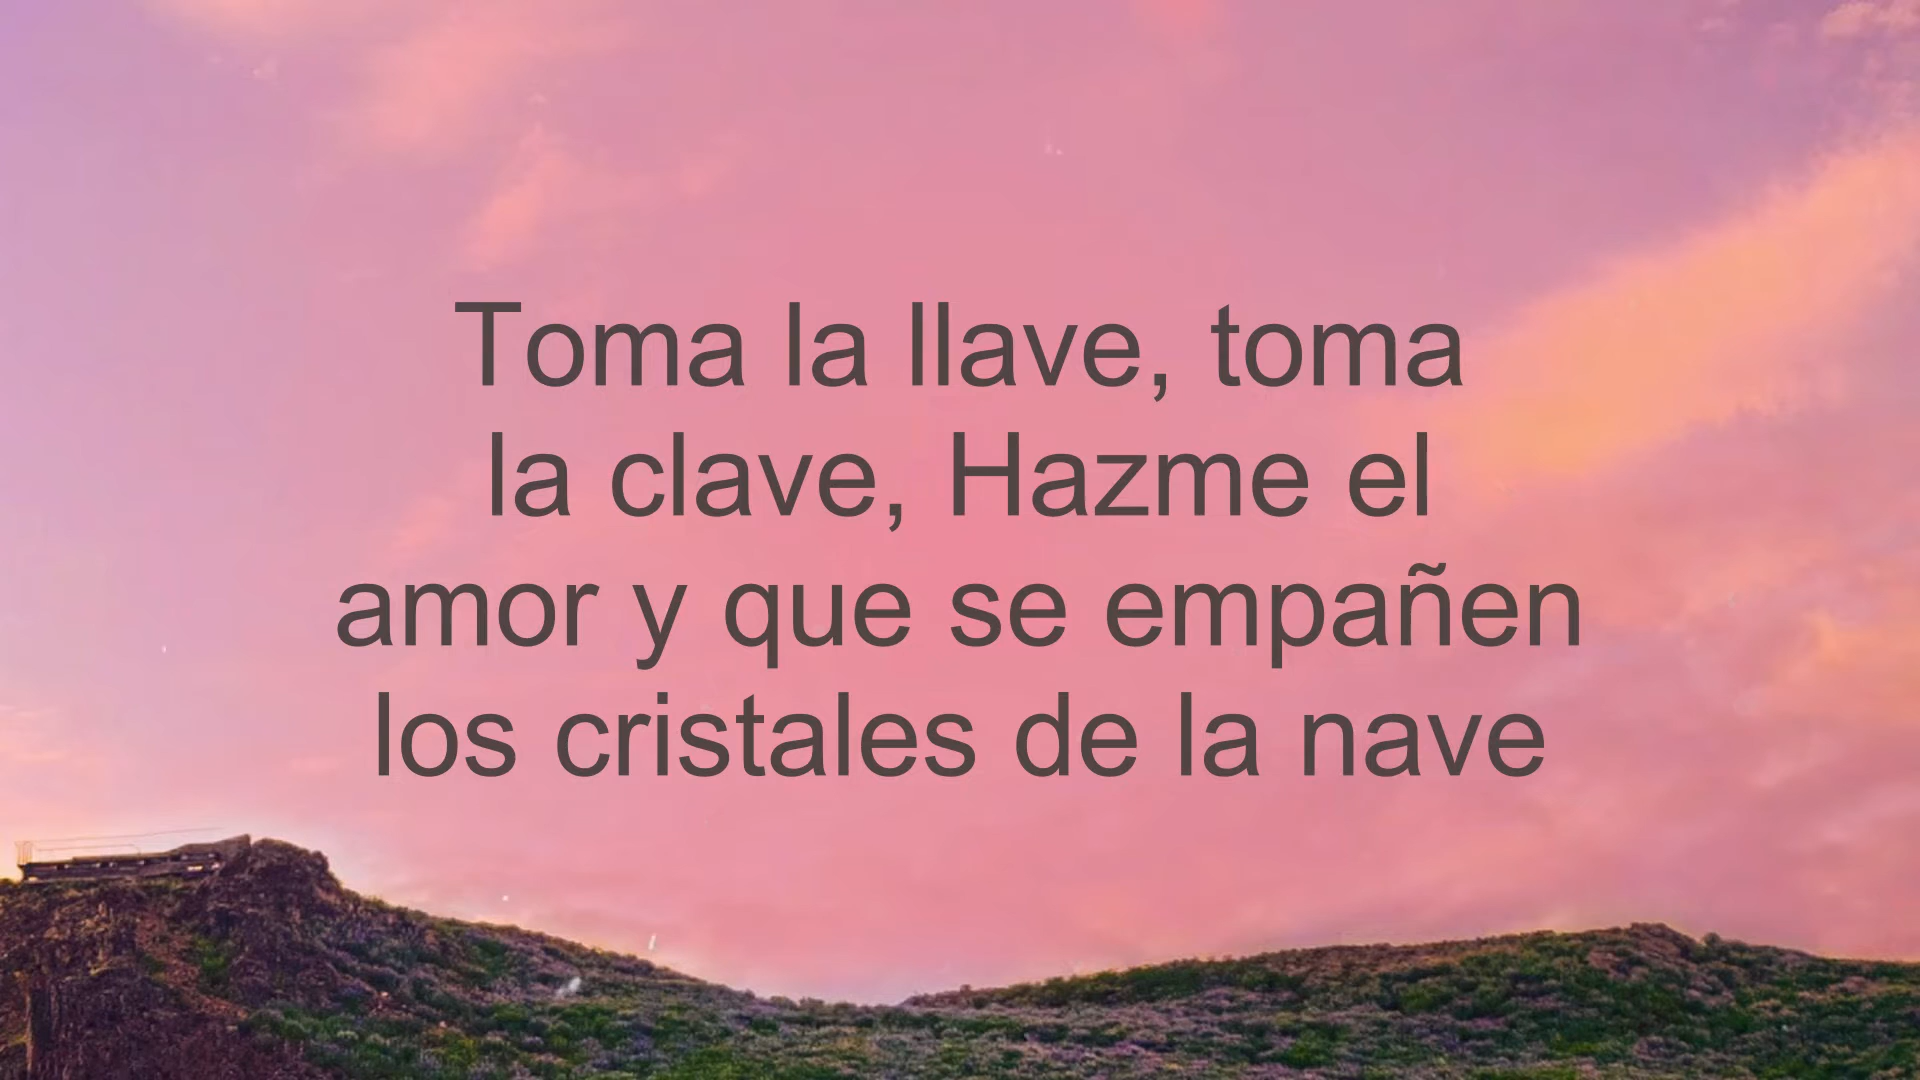 Toma la llave, toma
la clave, Hazme el
amor y que se empañen
los cristales de la nave